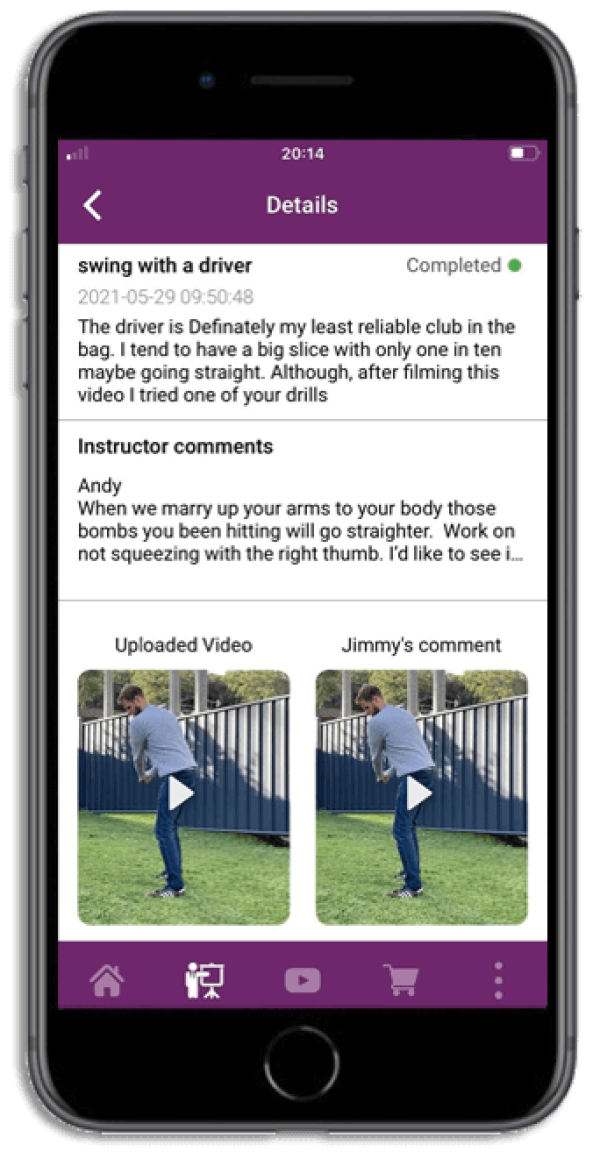 20:14
Details
swing with a driver Completed
2021-05-29 09:50:48
The driver is Definately my least reliable club in the
bag. I tend to have a big slice with only one in ten
maybe going straight. Although, after filming this
video I tried one of your drills
Instructor comments
Andy
When we marry up your arms to your body those
bombs you been hitting will go straighter.  Work on
not squeezing with the right thumb. I'd like to see i...
Uploaded Video Jimmy's comment